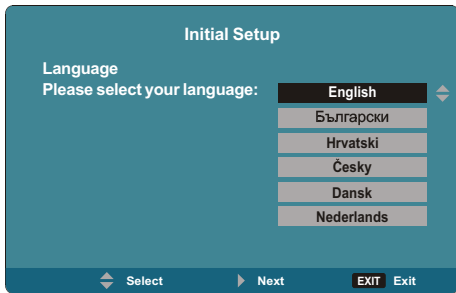 Initial Setup
Language
Please select your language:
English
Български
Hrvatski
Česky
Dansk
Nederlands
Select Next EXIT Exit